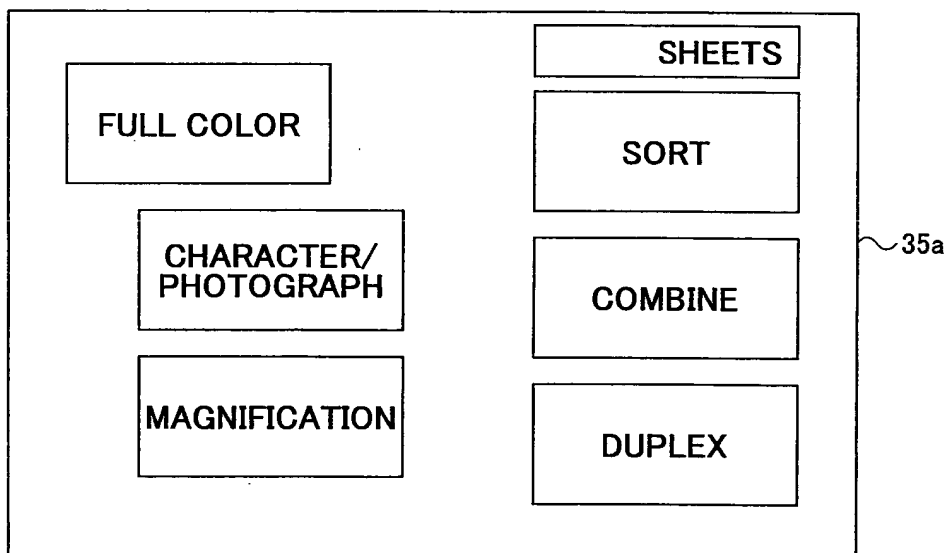 SHEETS
FULL COLOR
SORT
CHARACTER/
PHOTOGRAPH
35a
COMBINE
MAGNIFICATION
DUPLEX